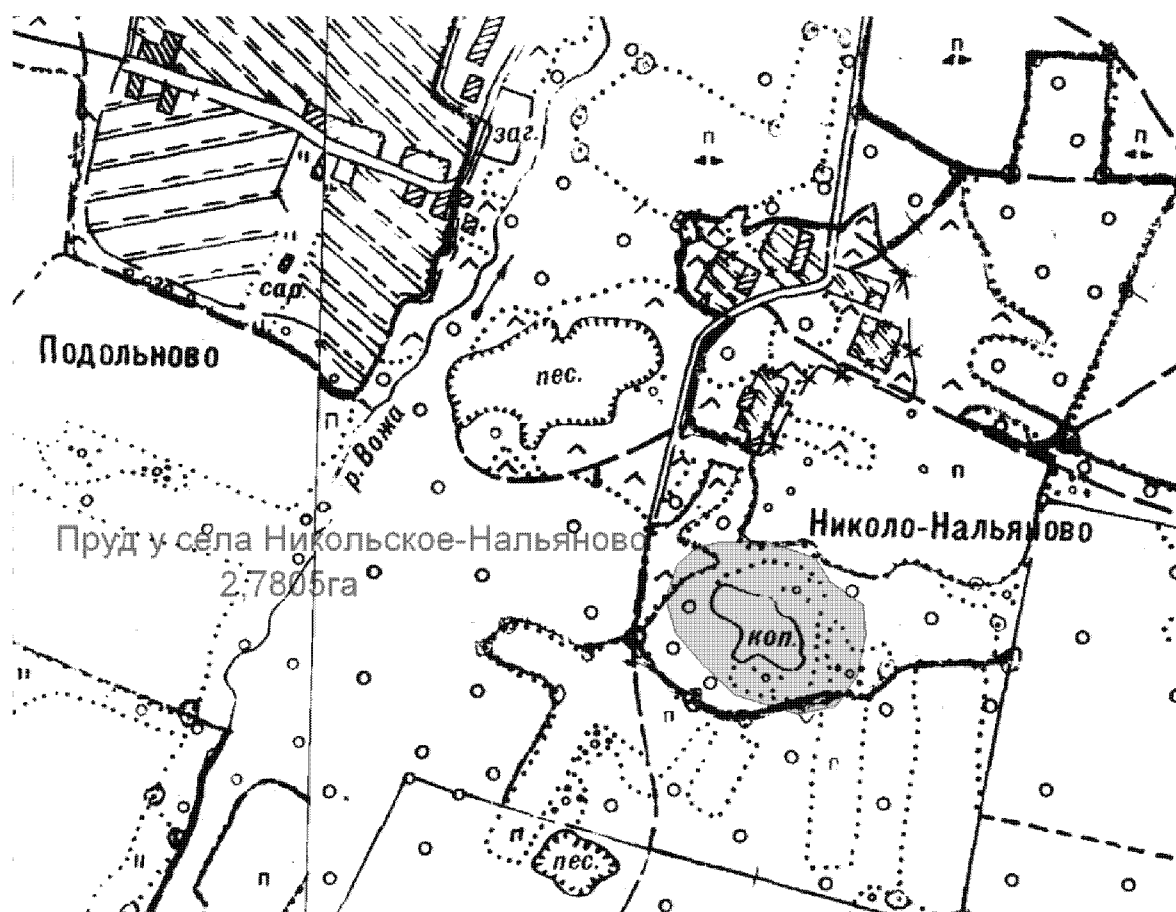 п
заг.
п
п
"
"
сар.
Подольново
пес.
п
р. Вожа
п
Николо-Нальяново
Пруд у села Никольское-Нальяново
2,7805га
коп.
"
п
п
п
"
п
пес.